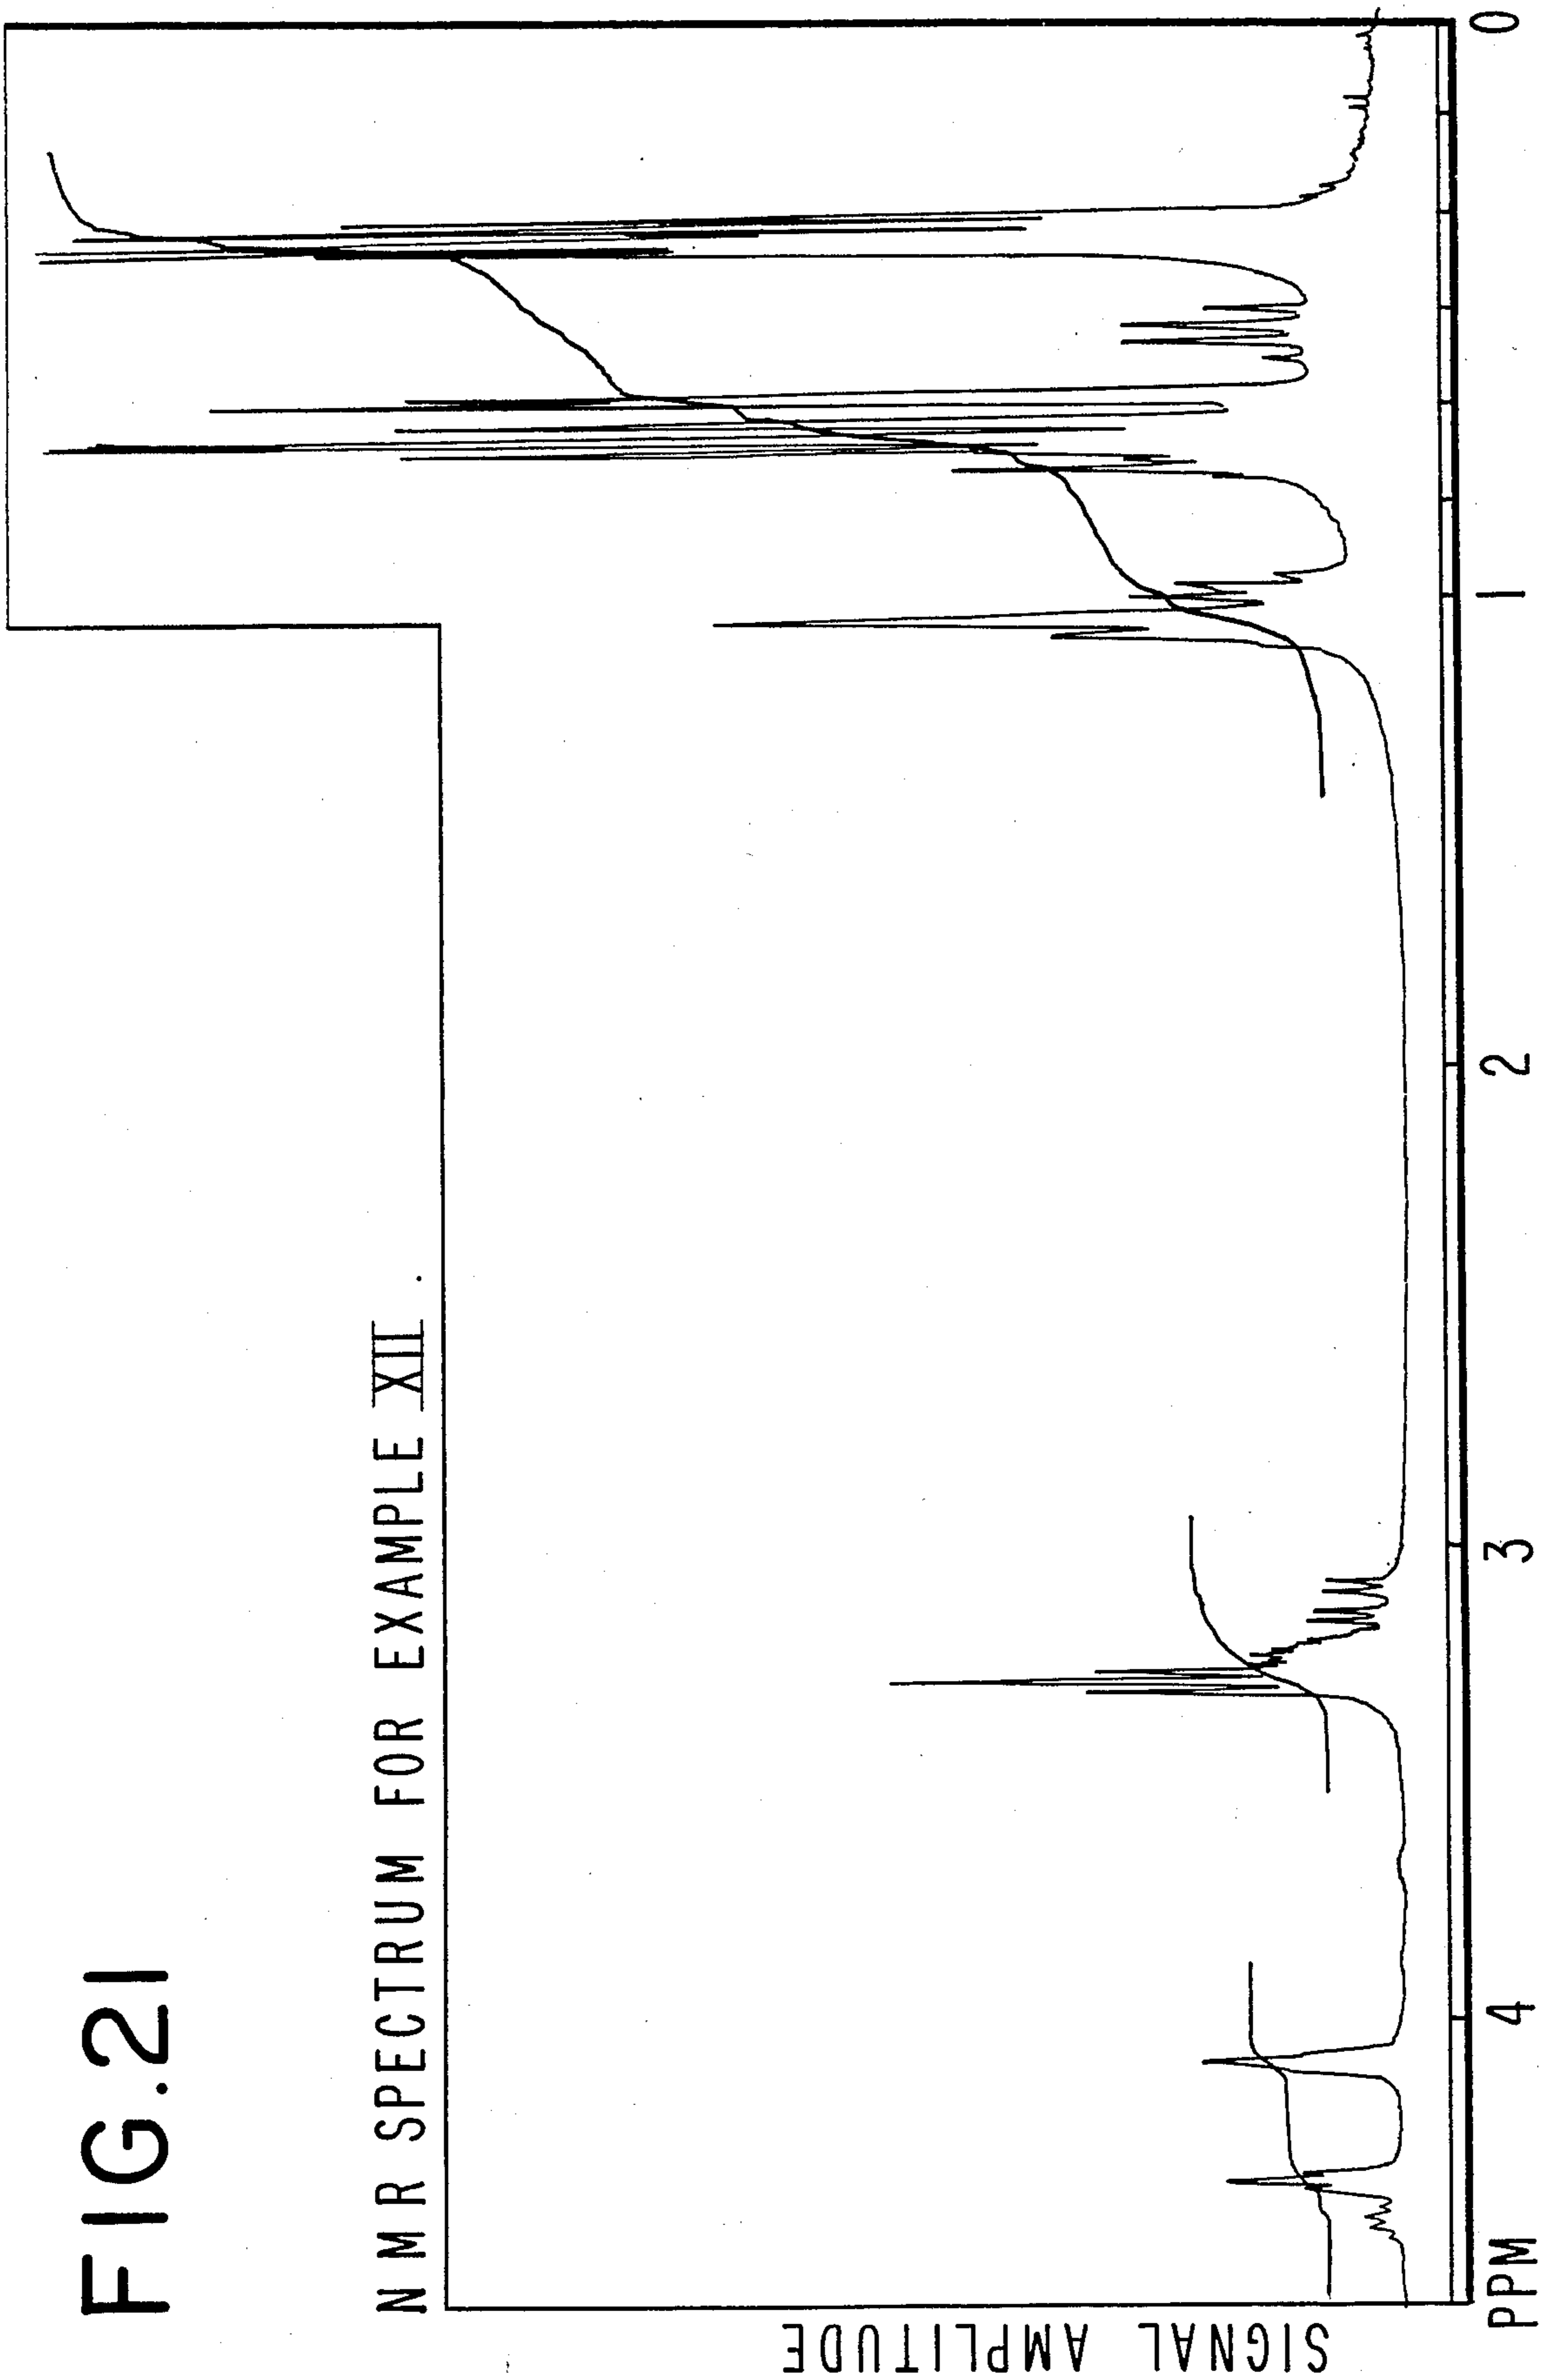 FIG.21
NMR SPECTRUM FOR EXAMPLE XII.
SIGNAL AMPLITUDE
PPM 4 3 2 1 0